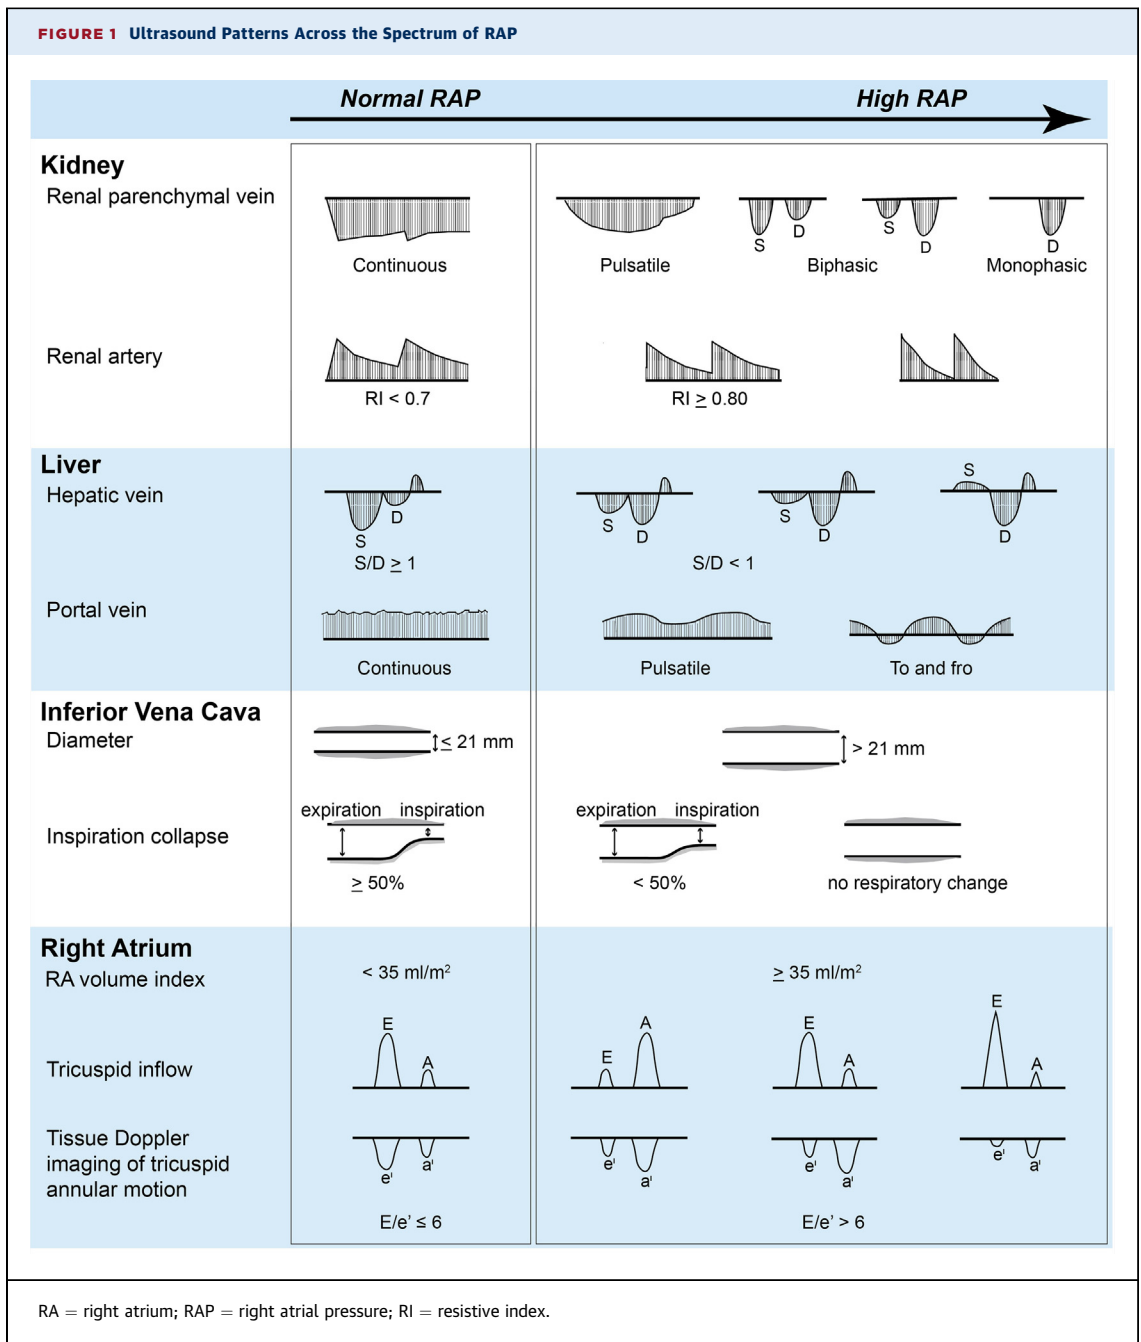 FIGURE 1 Ultrasound Patterns Across the Spectrum of RAP
Normal RAP High RAP
Kidney
Renal parenchymal vein
S D S D D
Continuous Pulsatile Biphasic Monophasic
Renal artery
RI < 0.7 RI ≥ 0.80
Liver
Hepatic vein
S D S D S D S D
S/D ≥ 1 S/D < 1
Portal vein
Continuous Pulsatile To and fro
Inferior Vena Cava
Diameter
≤ 21 mm > 21 mm
expiration inspiration expiration inspiration
Inspiration collapse
≥ 50% < 50% no respiratory change
Right Atrium
RA volume index
< 35 ml/m² ≥ 35 ml/m²
E A E A E A E A
Tricuspid inflow
Tissue Doppler
imaging of tricuspid
annular motion
e' a' e' a' e' a' e' a'
E/e' ≤ 6 E/e' > 6
RA = right atrium; RAP = right atrial pressure; RI = resistive index.